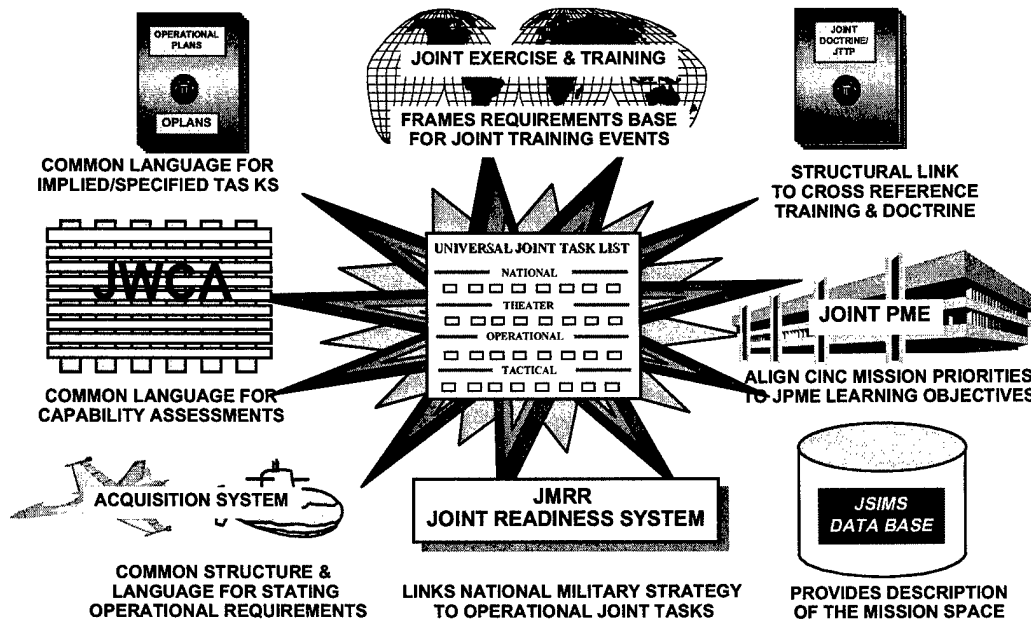 OPERATIONAL
PLANS
OPLANS
COMMON LANGUAGE FOR
IMPLIED/SPECIFIED TAS KS
JOINT EXERCISE & TRAINING
FRAMES REQUIREMENTS BASE
FOR JOINT TRAINING EVENTS
JOINT
DOCTRINE/
JTTP
STRUCTURAL LINK
TO CROSS REFERENCE
TRAINING & DOCTRINE
JWCA
COMMON LANGUAGE FOR
CAPABILITY ASSESSMENTS
UNIVERSAL JOINT TASK LIST
NATIONAL
THEATER
OPERATIONAL
TACTICAL
JOINT PME
ALIGN CINC MISSION PRIORITIES
TO JPME LEARNING OBJECTIVES
ACQUISITION SYSTEM
COMMON STRUCTURE &
LANGUAGE FOR STATING
OPERATIONAL REQUIREMENTS
JMRR
JOINT READINESS SYSTEM
LINKS NATIONAL MILITARY STRATEGY
TO OPERATIONAL JOINT TASKS
JSIMS
DATA BASE
PROVIDES DESCRIPTION
OF THE MISSION SPACE